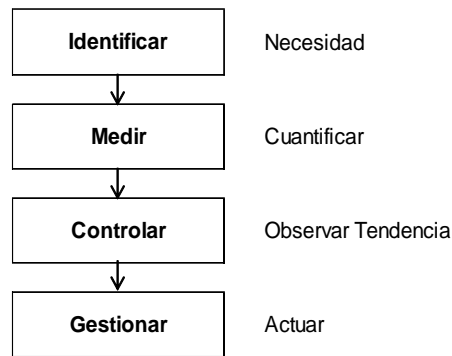 Identificar Necesidad
Medir Cuantificar
Controlar Observar Tendencia
Gestionar Actuar